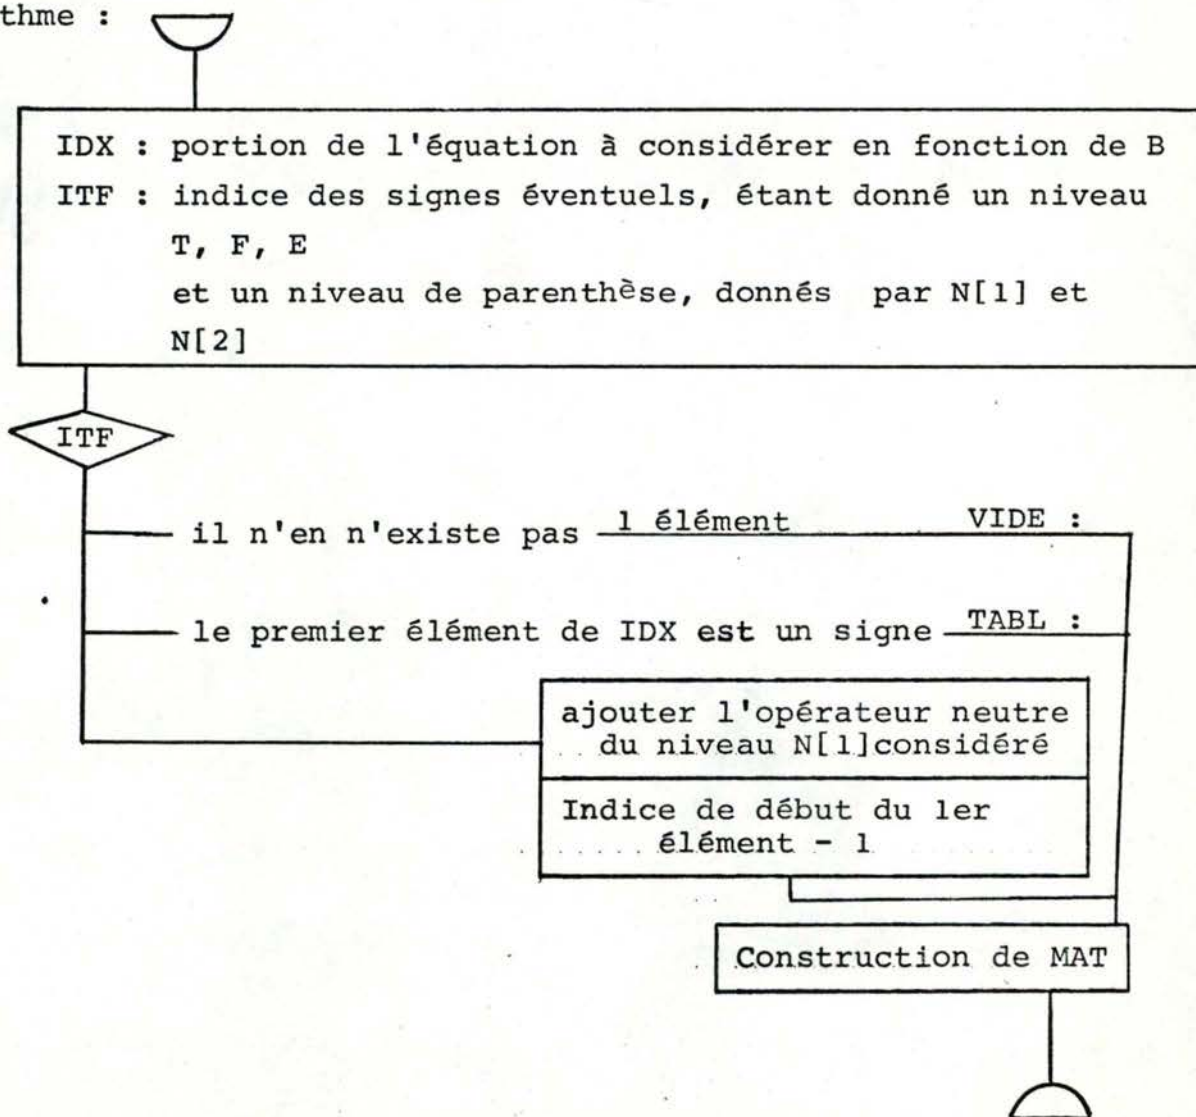 thme :
IDX : portion de l'équation à considérer en fonction de B
ITF : indice des signes éventuels, étant donné un niveau
T, F, E
et un niveau de parenthèse, donnés par N[1] et
N[2]
ITF
il n'en n'existe pas 1 élément VIDE :
le premier élément de IDX est un signe TABL :
ajouter l'opérateur neutre
du niveau N[1]considéré
Indice de début du 1er
élément - 1
Construction de MAT